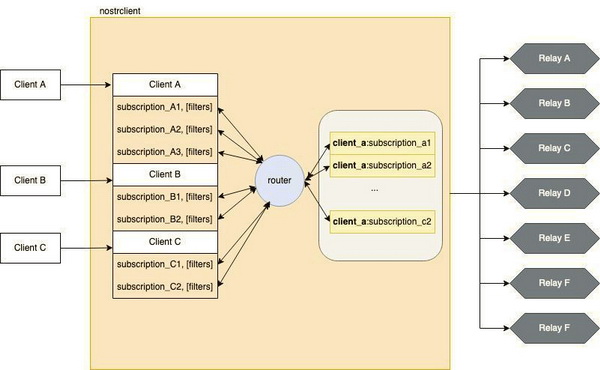 nostrclient
Client A
Client B
Client C
Client A
subscription_A1, [filters]
subscription_A2, [filters]
subscription_A3, [filters]
Client B
subscription_B1, [filters]
subscription_B2, [filters]
Client C
subscription_C1, [filters]
subscription_C2, [filters]
router
client_a:subscription_a1
client_a:subscription_a2
...
client_a:subscription_c2
Relay A
Relay B
Relay C
Relay D
Relay E
Relay F
Relay F